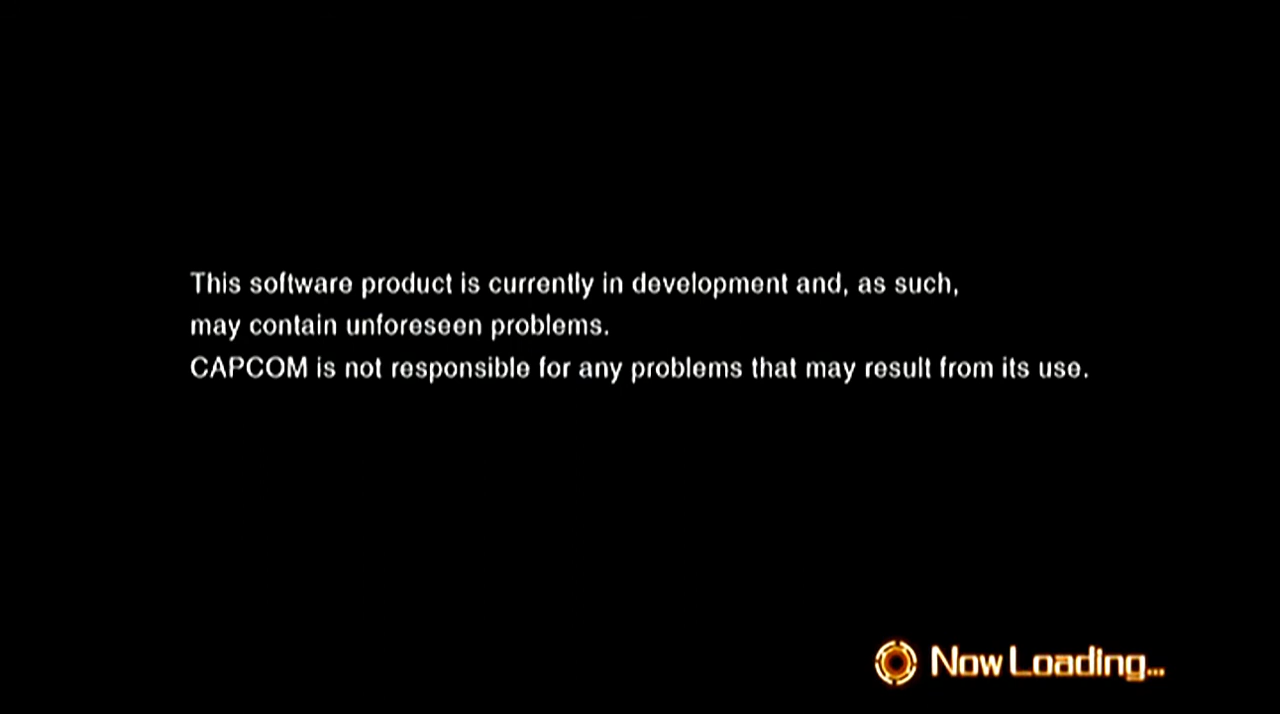 This software product is currently in development and, as such,
may contain unforeseen problems.
CAPCOM is not responsible for any problems that may result from its use.
Now Loading...